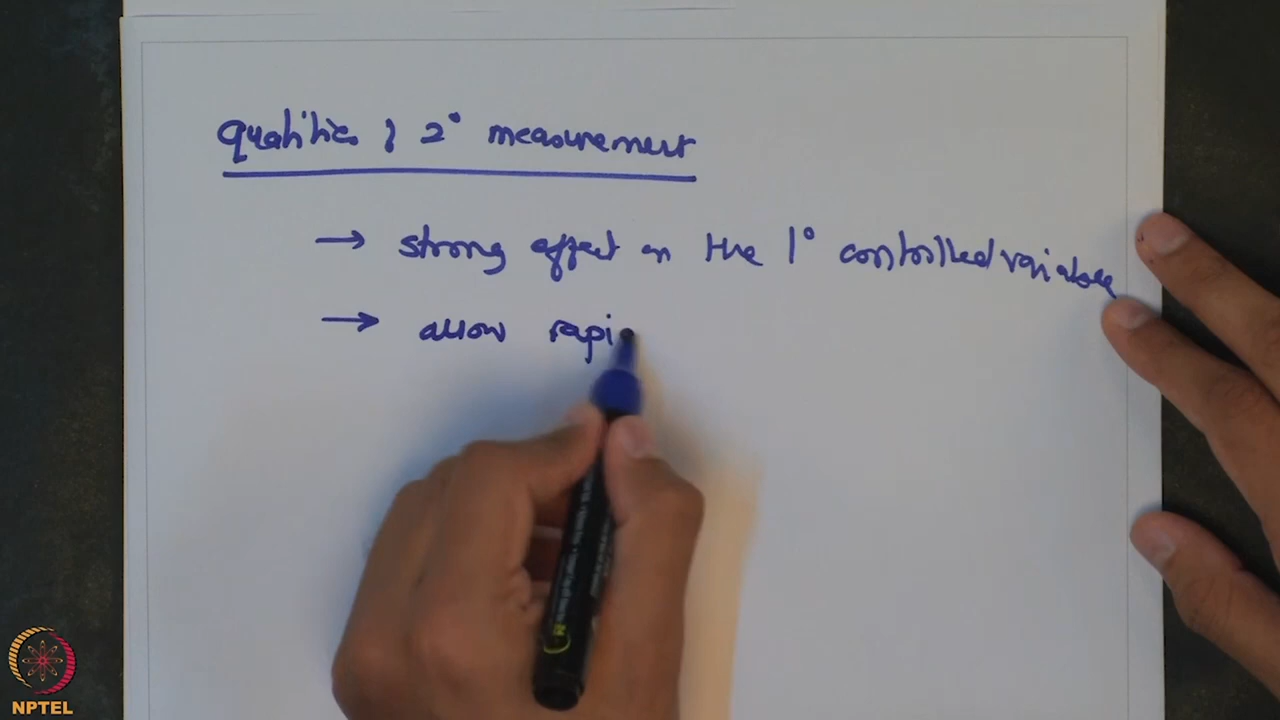 Qualities of 2° measurement
→ strong effect on the 1° controlled variable
→ allow rapi
NPTEL